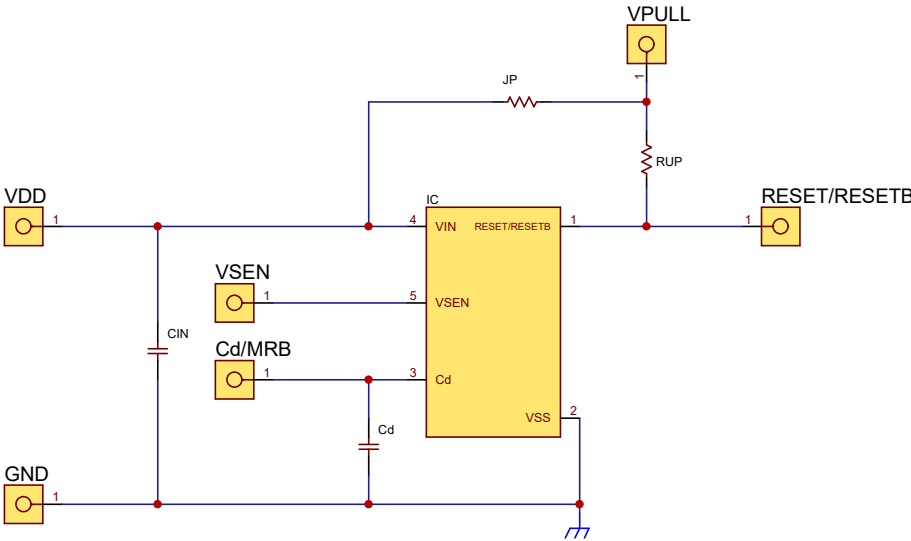 VPULL
1
JP
RUP
VDD
1
IC
RESET/RESETB
4
VIN
RESET/RESETB
1
1
VSEN
1
5
VSEN
CIN
Cd/MRB
1
3
Cd
Cd
VSS
2
GND
1